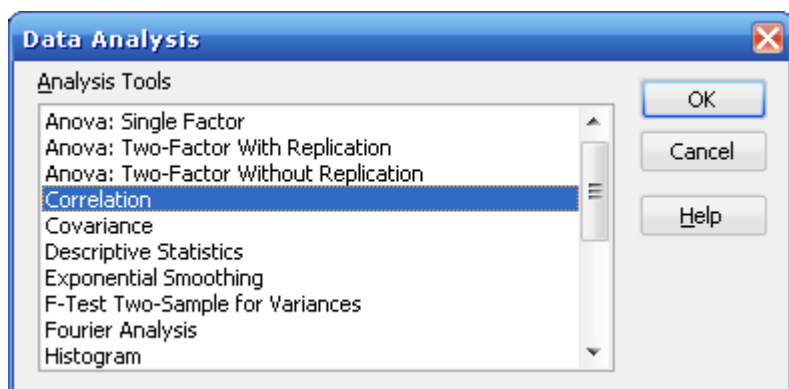 Data Analysis
Analysis Tools
Anova: Single Factor
Anova: Two-Factor With Replication
Anova: Two-Factor Without Replication
Correlation
Covariance
Descriptive Statistics
Exponential Smoothing
F-Test Two-Sample for Variances
Fourier Analysis
Histogram
OK
Cancel
Help